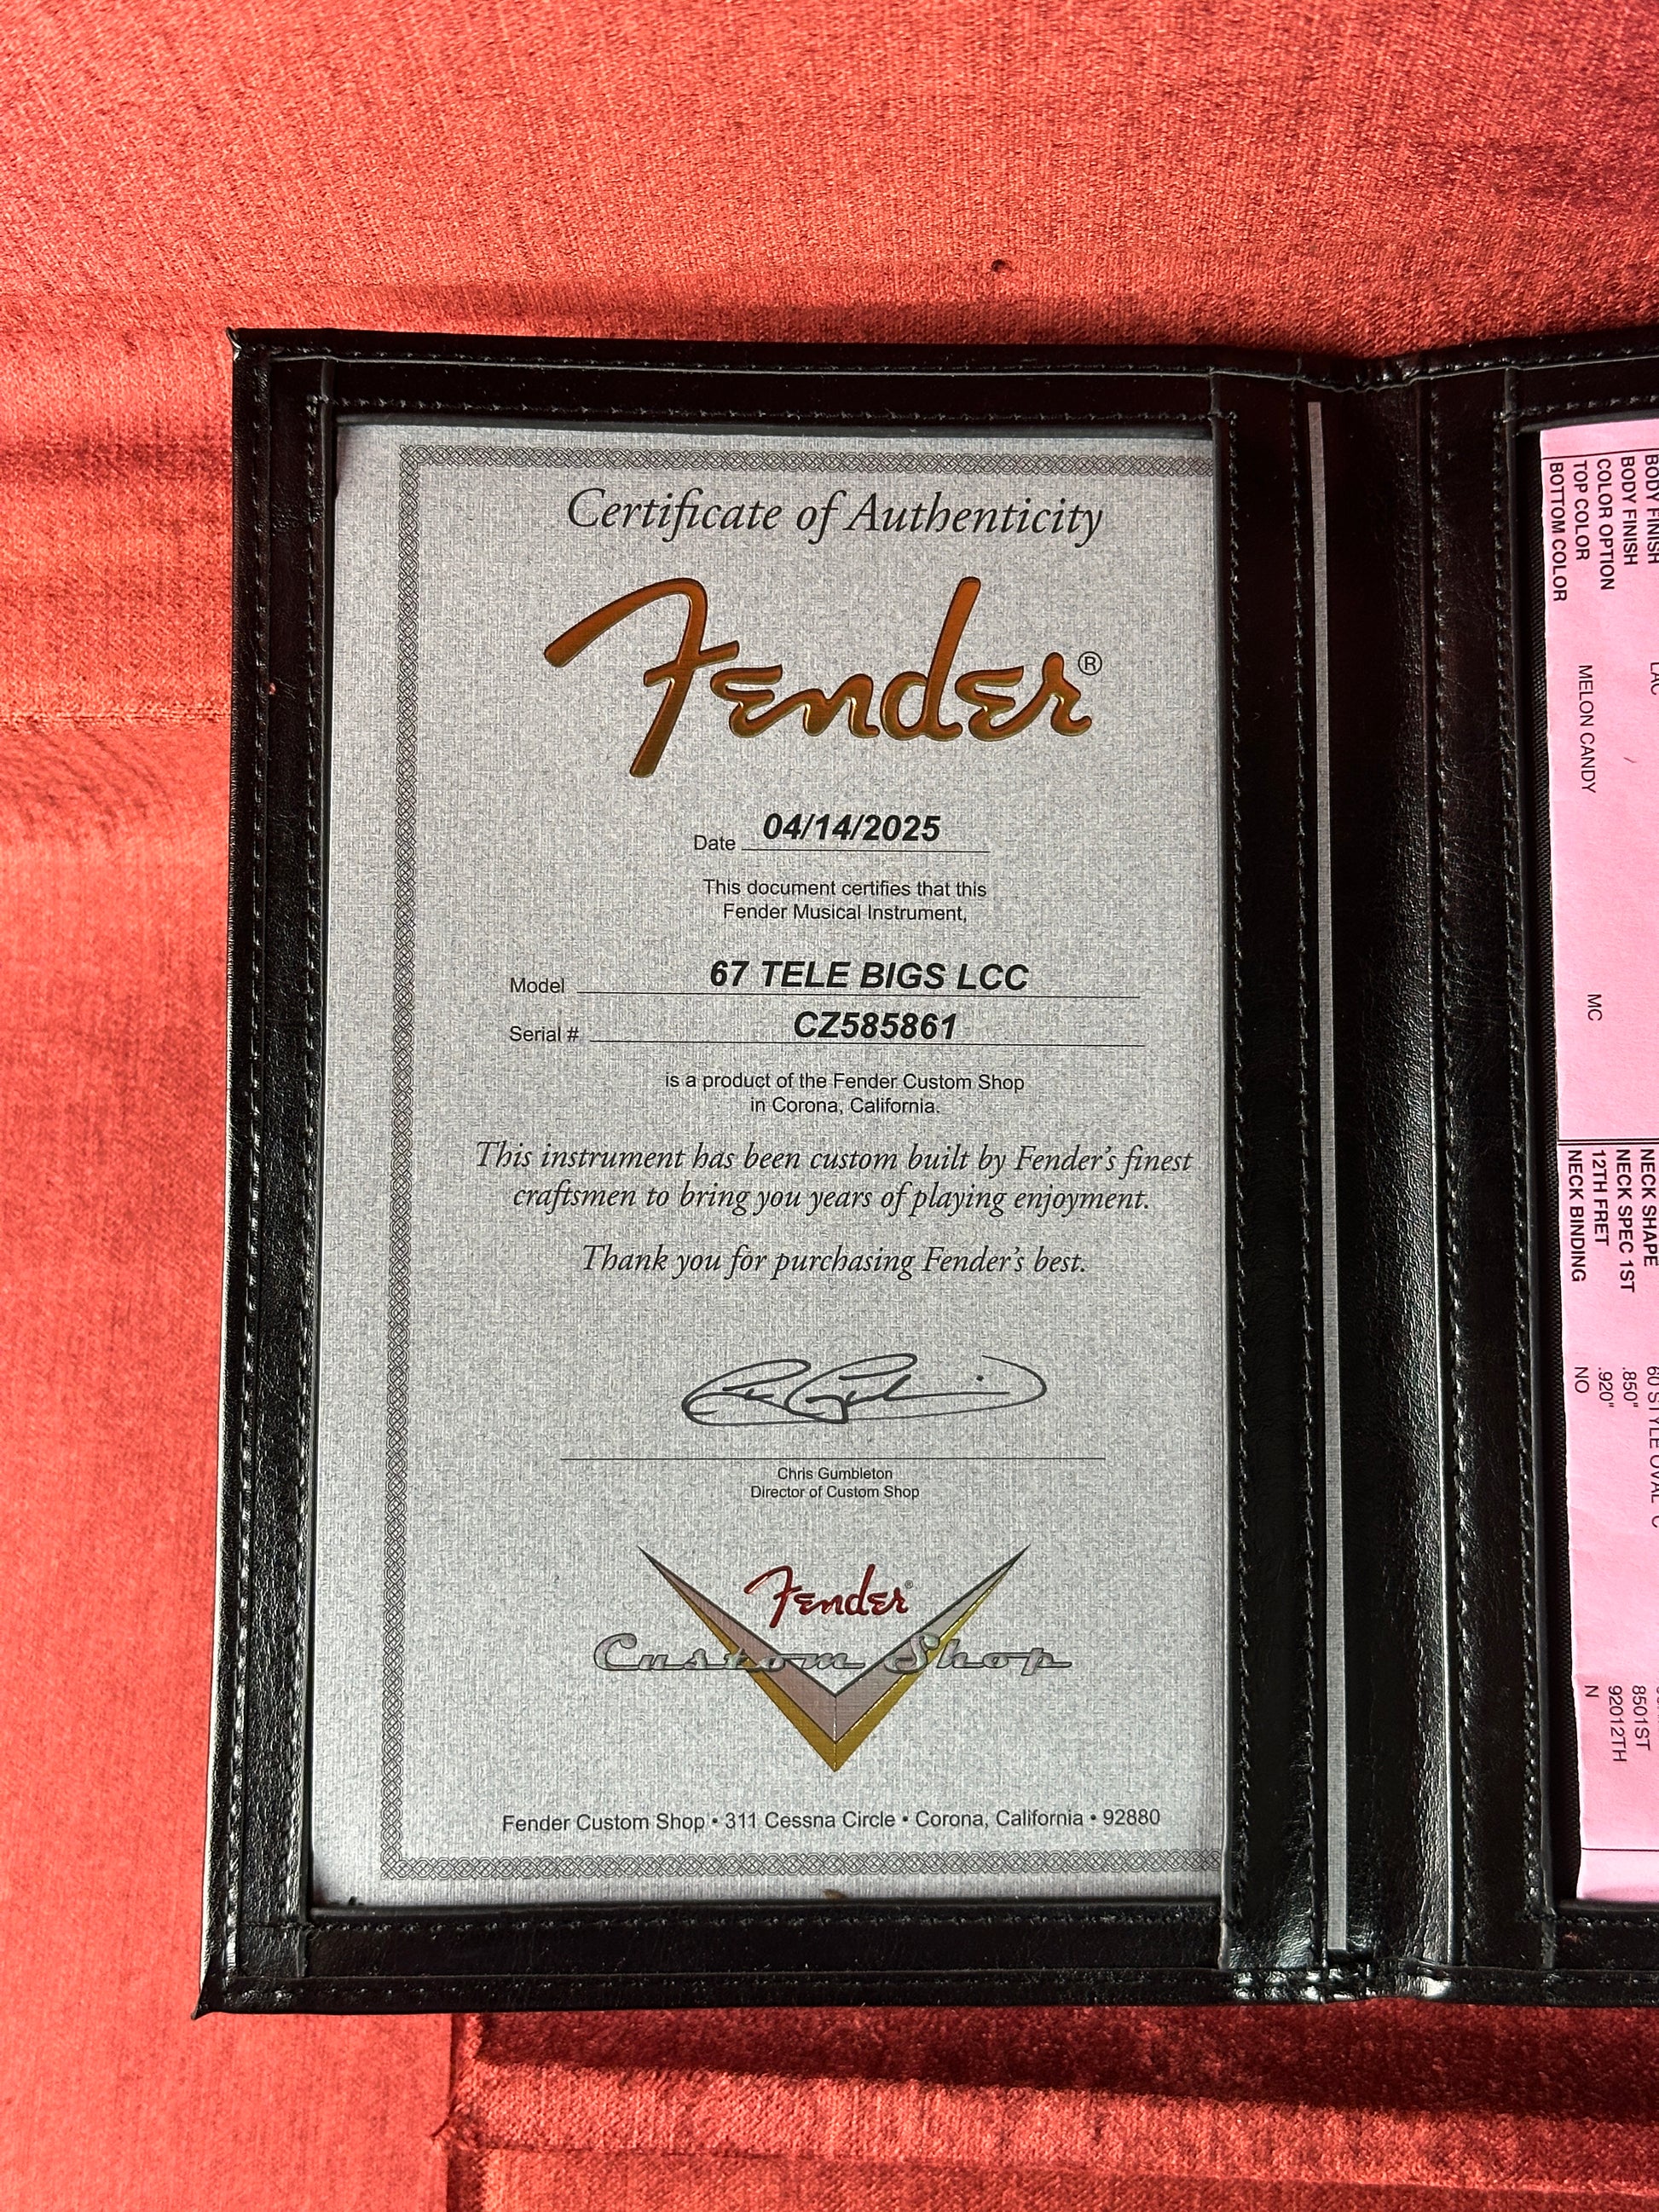 Certificate of Authenticity
Fender®
Date 04/14/2025
This document certifies that this
Fender Musical Instrument,
Model 67 TELE BIGS LCC
Serial # CZ585861
is a product of the Fender Custom Shop
in Corona, California.
This instrument has been custom built by Fender's finest
craftsmen to bring you years of playing enjoyment.
Thank you for purchasing Fender's best.
Chris Gumbleton
Director of Custom Shop
Fender®
Custom Shop
Fender Custom Shop • 311 Cessna Circle • Corona, California • 92880
BODY FINISH LAC
BODY FINISH
COLOR OPTION
TOP COLOR MELON CANDY MC
BOTTOM COLOR
NECK SHAPE 60'S STYLE OVAL "C"
NECK SPEC 1ST .850" 8501ST
12TH FRET .920" 92012TH
NECK BINDING NO N